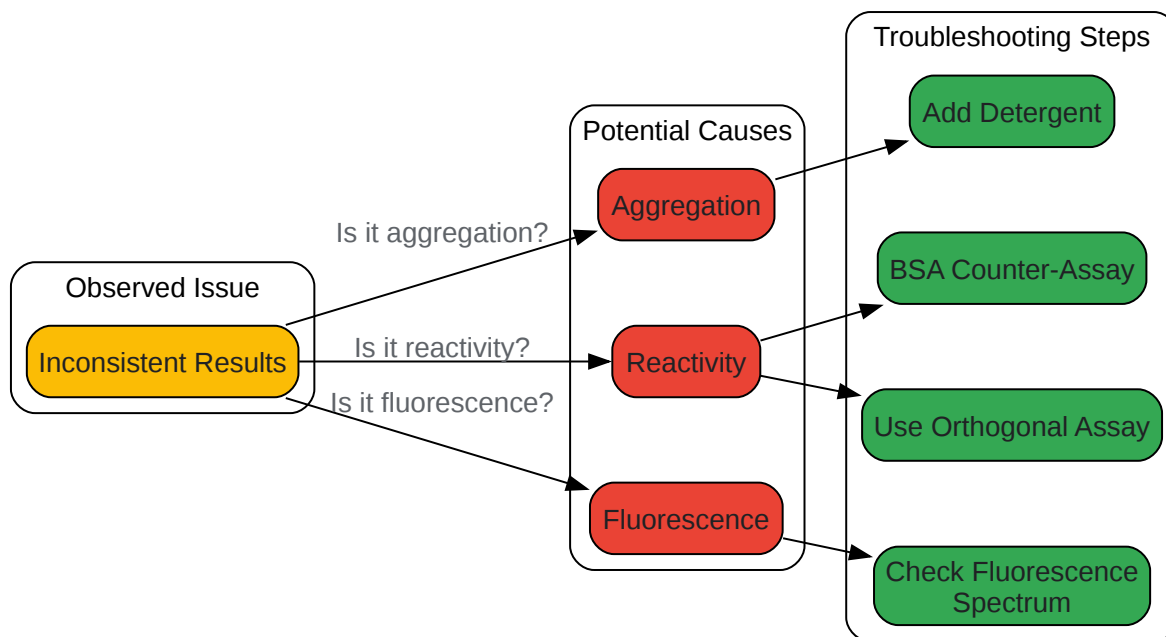 Troubleshooting Steps
Add Detergent
Potential Causes
Aggregation
Is it aggregation?
BSA Counter-Assay
Observed Issue
Inconsistent Results
Is it reactivity?
Reactivity
Is it fluorescence?
Use Orthogonal Assay
Fluorescence
Check Fluorescence
Spectrum